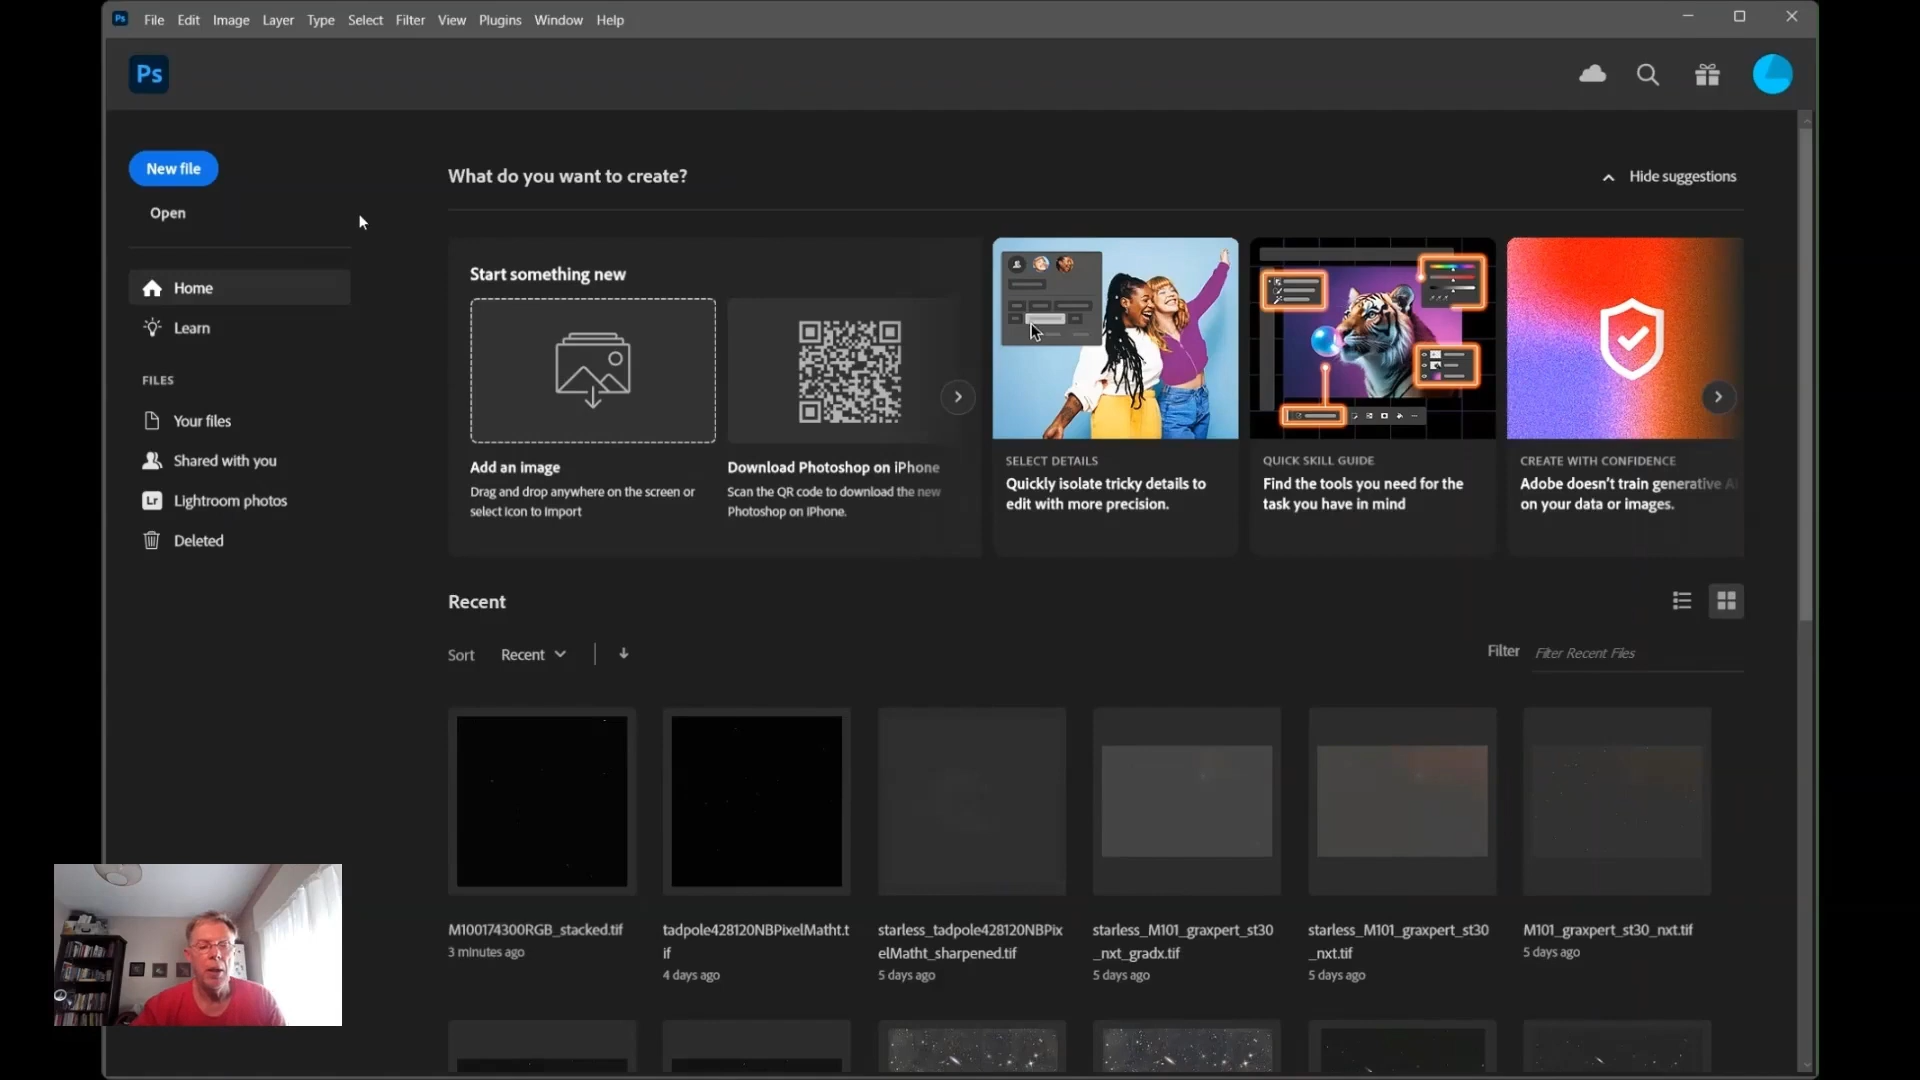 Ps File Edit Image Layer Type Select Filter View Plugins Window Help
Ps
New file
Open
Home
Learn
FILES
Your files
Shared with you
Lr Lightroom photos
Deleted
What do you want to create?
Hide suggestions
Start something new
Add an image
Drag and drop anywhere on the screen or
select icon to import
Download Photoshop on iPhone
Scan the QR code to download the new
Photoshop on iPhone.
SELECT DETAILS
Quickly isolate tricky details to
edit with more precision.
QUICK SKILL GUIDE
Find the tools you need for the
task you have in mind
CREATE WITH CONFIDENCE
Adobe doesn't train generative A
on your data or images.
Recent
Sort Recent
Filter Filter Recent Files
M100174300RGB_stacked.tif
3 minutes ago
tadpole428120NBPixelMatht.t
if
4 days ago
starless_tadpole428120NBPix
elMatht_sharpened.tif
5 days ago
starless_M101_graxpert_st30
_nxt_gradx.tif
5 days ago
starless_M101_graxpert_st30
_nxt.tif
5 days ago
M101_graxpert_st30_nxt.tif
5 days ago